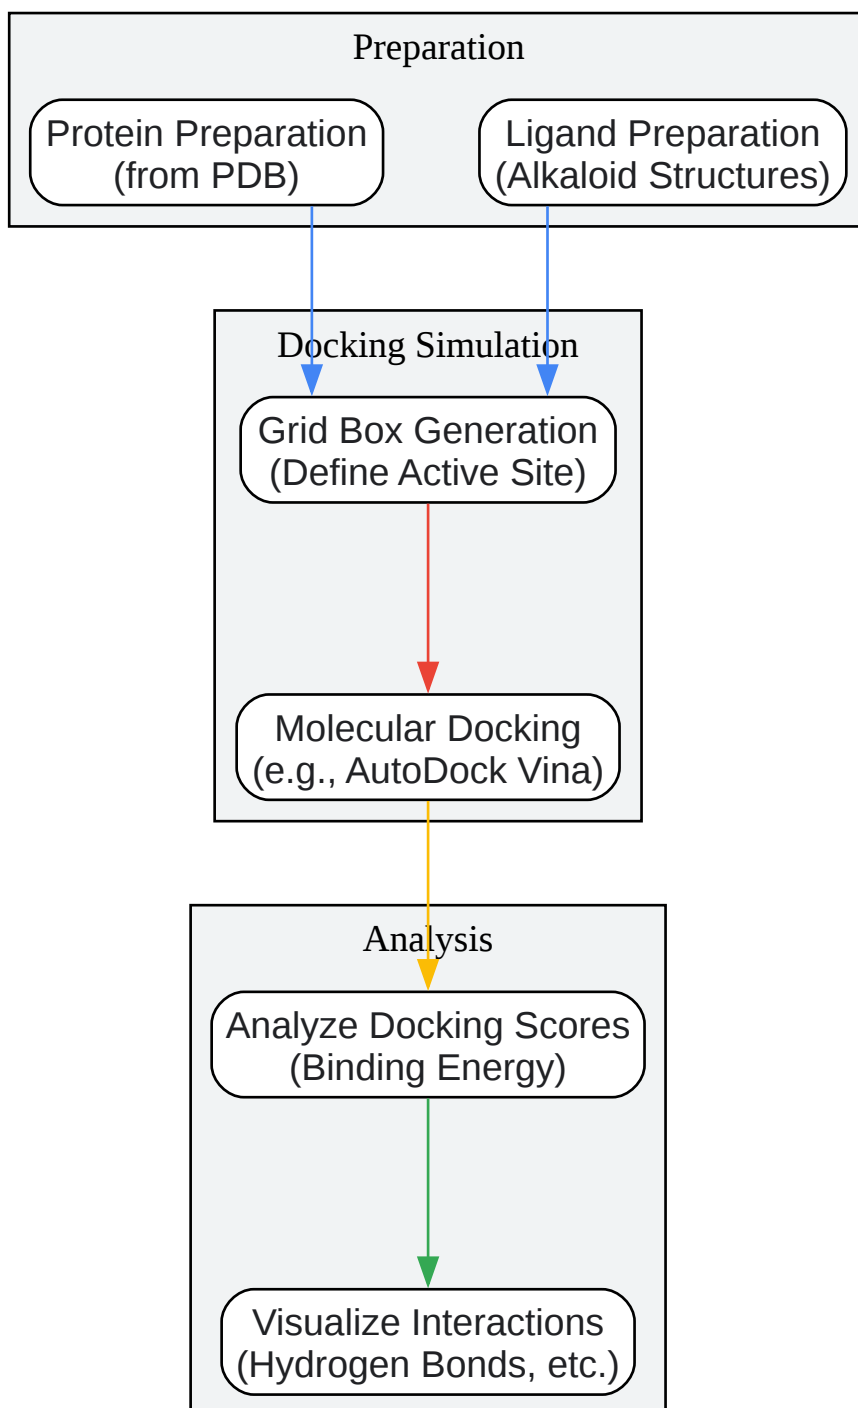 Preparation
Protein Preparation
(from PDB)
Ligand Preparation
(Alkaloid Structures)
Docking Simulation
Grid Box Generation
(Define Active Site)
Molecular Docking
(e.g., AutoDock Vina)
Analysis
Analyze Docking Scores
(Binding Energy)
Visualize Interactions
(Hydrogen Bonds, etc.)